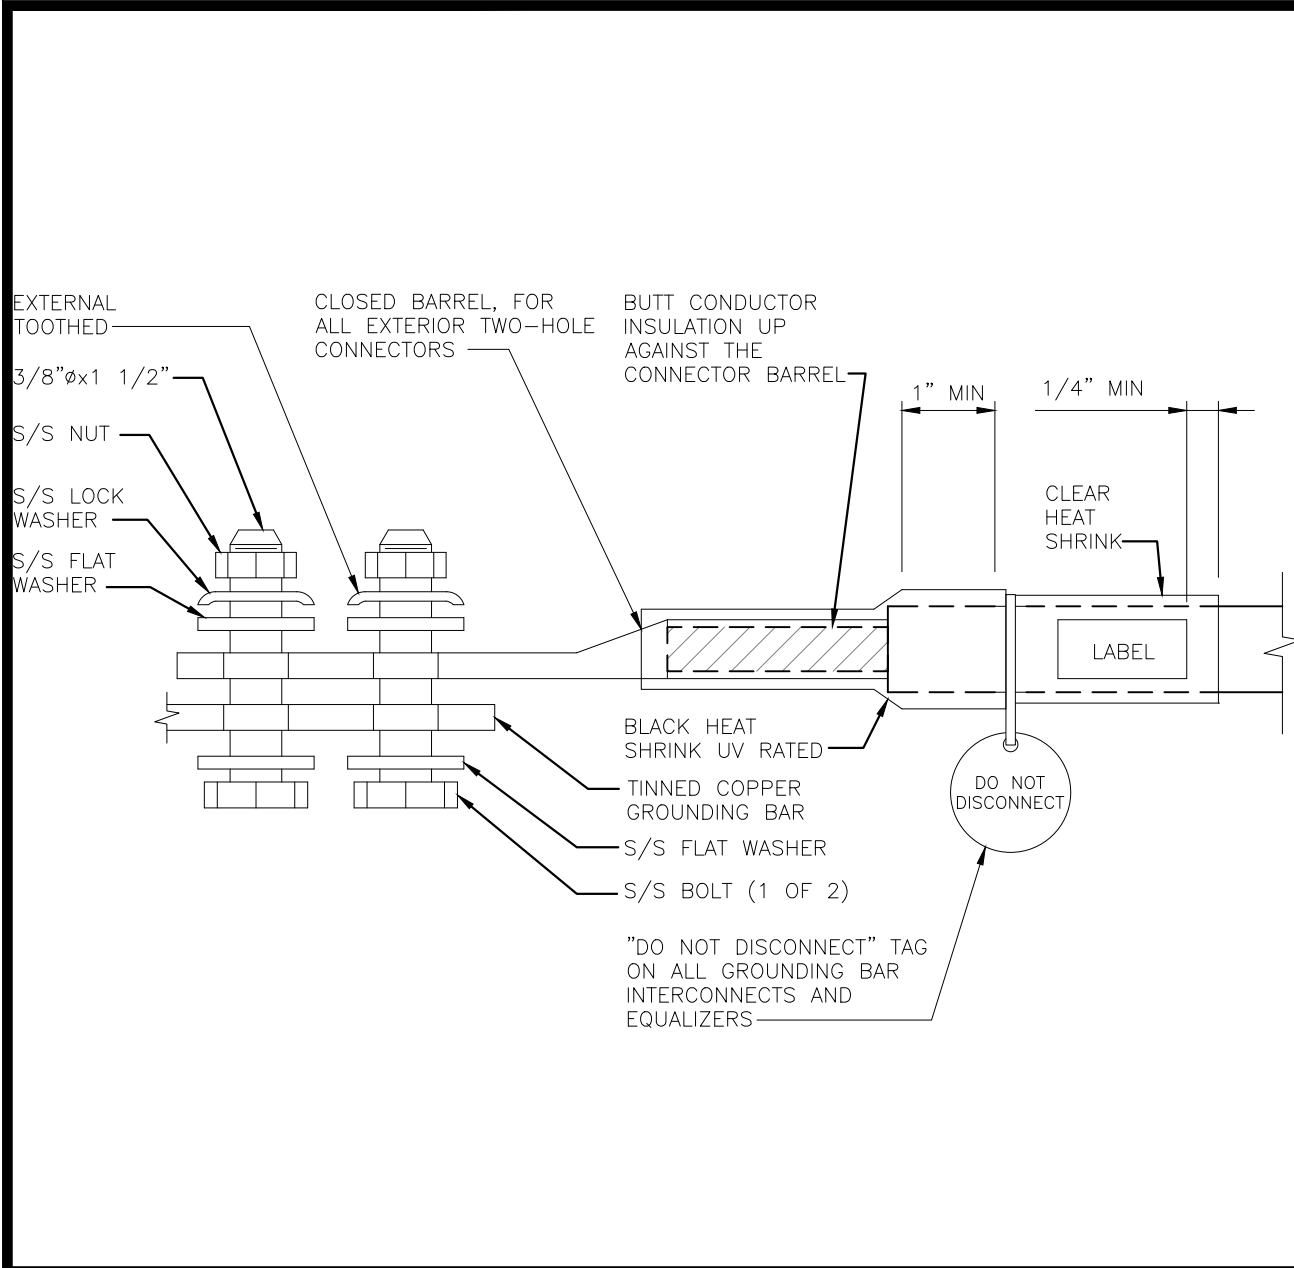 EXTERNAL
TOOTHED
3/8"øx1 1/2"
S/S NUT
S/S LOCK
WASHER
S/S FLAT
WASHER
CLOSED BARREL, FOR
ALL EXTERIOR TWO-HOLE
CONNECTORS
BUTT CONDUCTOR
INSULATION UP
AGAINST THE
CONNECTOR BARREL
1" MIN
1/4" MIN
CLEAR
HEAT
SHRINK
LABEL
BLACK HEAT
SHRINK UV RATED
TINNED COPPER
GROUNDING BAR
S/S FLAT WASHER
S/S BOLT (1 OF 2)
DO NOT
DISCONNECT
"DO NOT DISCONNECT" TAG
ON ALL GROUNDING BAR
INTERCONNECTS AND
EQUALIZERS